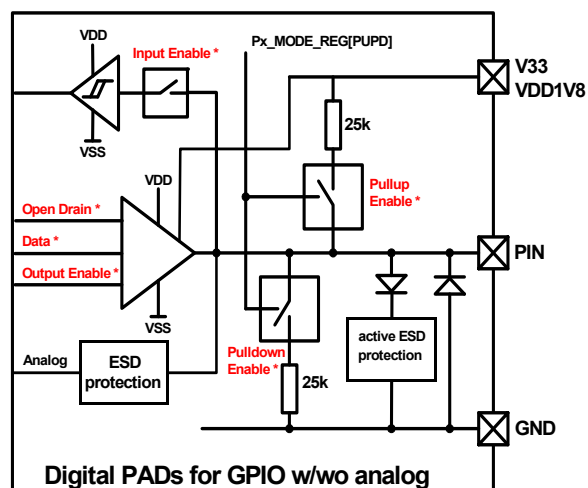 Px_MODE_REG[PUPD]
VDD
Input Enable *
V33
VDD1V8
25k
VSS
VDD
Pullup
Enable *
Open Drain *
Data *
PIN
Output Enable *
VSS
active ESD
protection
Analog
ESD
protection
Pulldown
Enable *
25k
GND
Digital PADs for GPIO w/wo analog